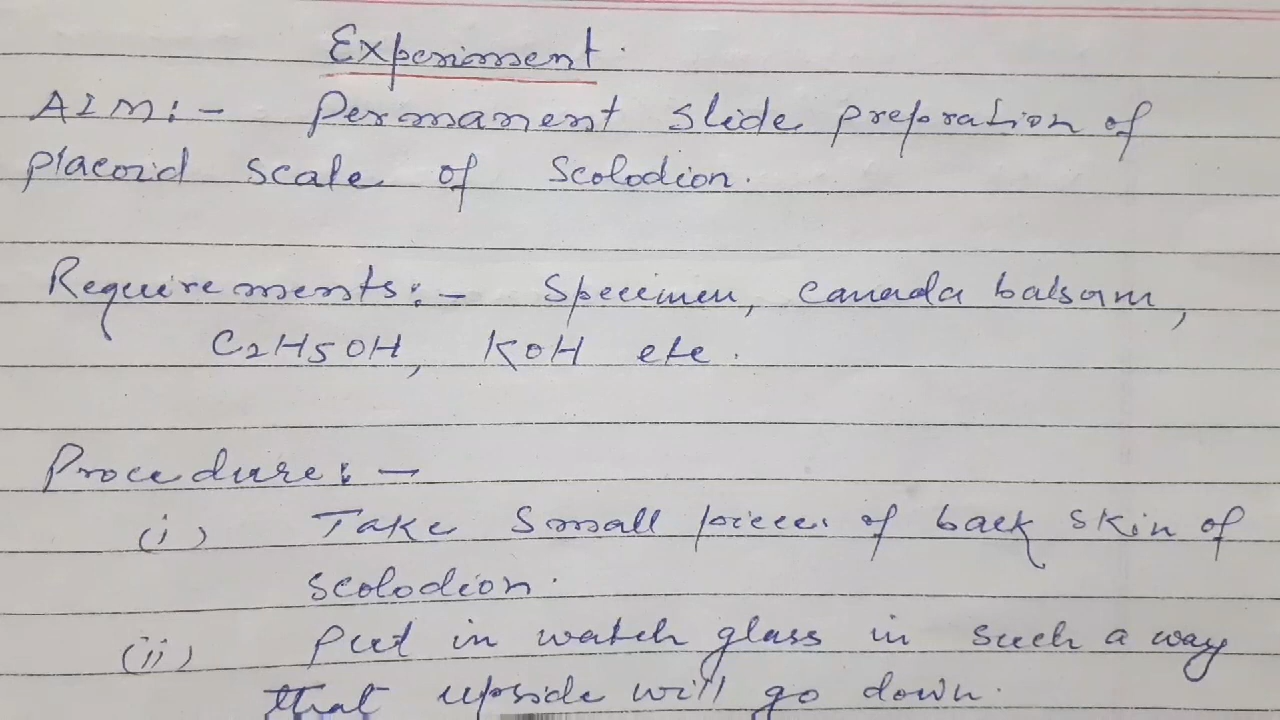 Experiment.
AIM:- Permanent slide preparation of
placoid scale of Scolodion.
Requirements:- Specimen, Canada balsam,
C2H5OH, KOH etc.
Procedure:-
(i) Take small piece of back skin of
scolodion.
(ii) Put in watch glass in such a way
that upside will go down.